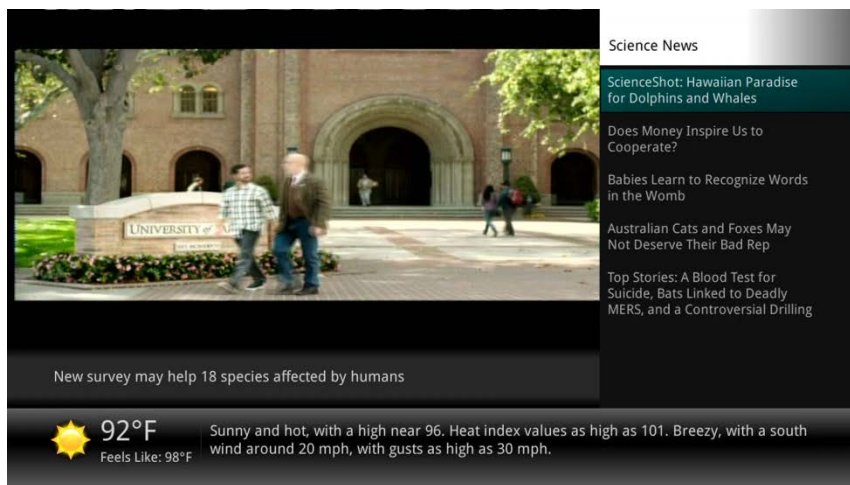 UNIVERSITY of
Science News
ScienceShot: Hawaiian Paradise
for Dolphins and Whales
Does Money Inspire Us to
Cooperate?
Babies Learn to Recognize Words
in the Womb
Australian Cats and Foxes May
Not Deserve Their Bad Rep
Top Stories: A Blood Test for
Suicide, Bats Linked to Deadly
MERS, and a Controversial Drilling
New survey may help 18 species affected by humans
92°F
Feels Like: 98°F
Sunny and hot, with a high near 96. Heat index values as high as 101. Breezy, with a south
wind around 20 mph, with gusts as high as 30 mph.